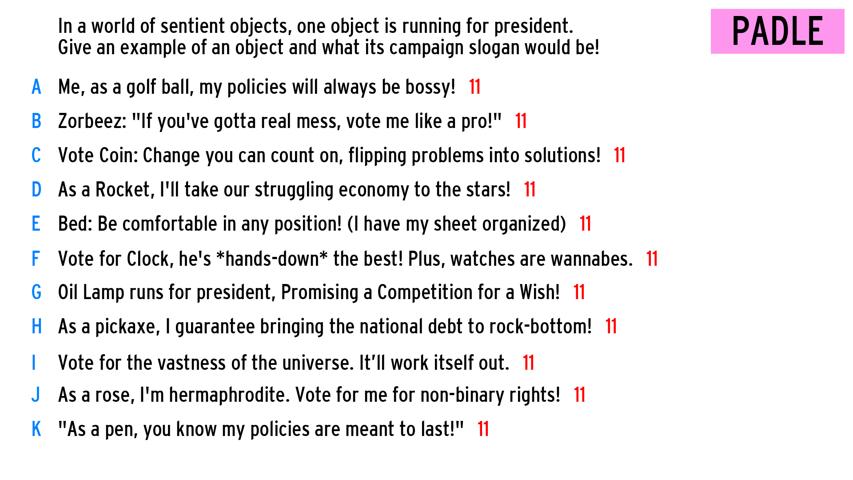 In a world of sentient objects, one object is running for president.
Give an example of an object and what its campaign slogan would be!
PADLE
A Me, as a golf ball, my policies will always be bossy! 11
B Zorbeez: "If you've gotta real mess, vote me like a pro!" 11
C Vote Coin: Change you can count on, flipping problems into solutions! 11
D As a Rocket, I'll take our struggling economy to the stars! 11
E Bed: Be comfortable in any position! (I have my sheet organized) 11
F Vote for Clock, he's *hands-down* the best! Plus, watches are wannabes. 11
G Oil Lamp runs for president, Promising a Competition for a Wish! 11
H As a pickaxe, I guarantee bringing the national debt to rock-bottom! 11
I Vote for the vastness of the universe. It’ll work itself out. 11
J As a rose, I'm hermaphrodite. Vote for me for non-binary rights! 11
K "As a pen, you know my policies are meant to last!" 11